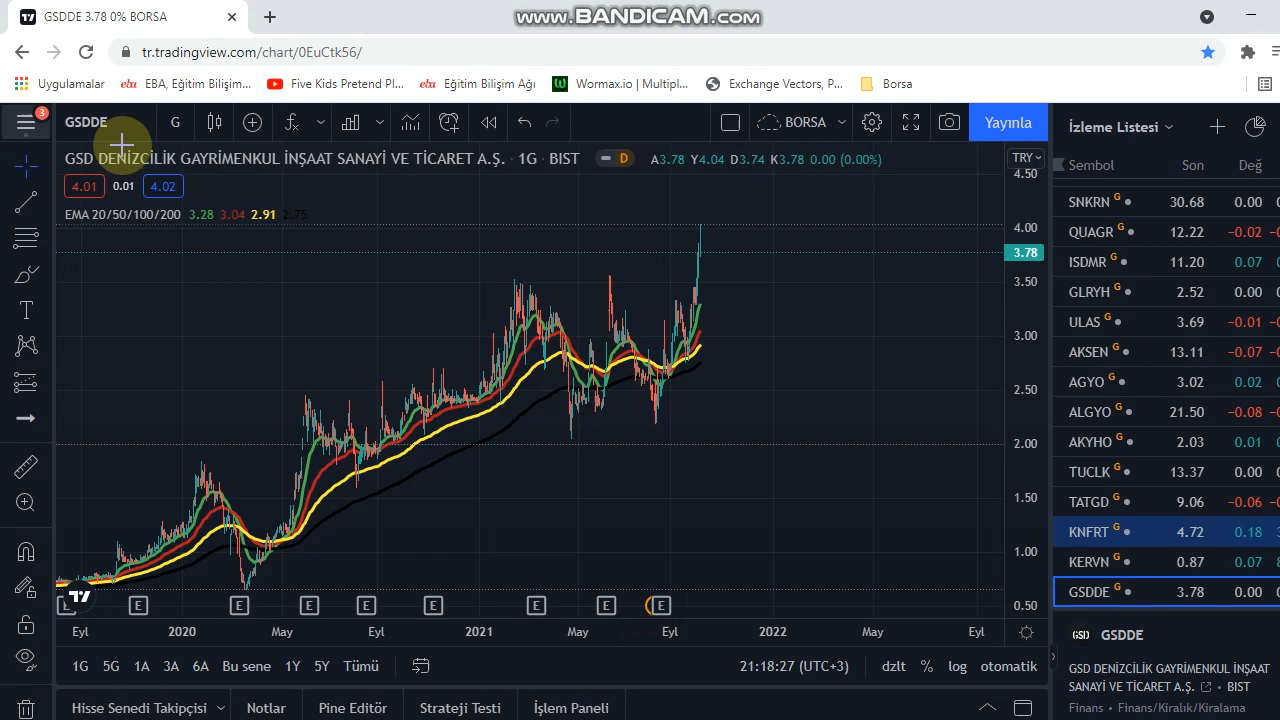 GSDDE 3.78 0% BORSA
www.BANDICAM.com
tr.tradingview.com/chart/0EuCtk56/
Uygulamalar
eba EBA, Eğitim Bilişim...
Five Kids Pretend Pl...
eba Eğitim Bilişim Ağı
W Wormax.io | Multipl...
Exchange Vectors, P...
Borsa
3
GSDDE
G
BORSA
Yayınla
GSD DENİZCİLİK GAYRİMENKUL İNŞAAT SANAYİ VE TİCARET A.Ş. · 1G · BIST
D
A3.78 Y4.04 D3.74 K3.78 0.00 (0.00%)
4.01 0.01 4.02
EMA 20/50/100/200 3.28 3.04 2.91 2.75
TRY
4.50
4.00
3.78
3.50
3.00
2.50
2.00
1.50
1.00
0.50
E E E E E E E E E
Eyl 2020 May Eyl 2021 May Eyl 2022 May Eyl
1G 5G 1A 3A 6A Bu sene 1Y 5Y Tümü
21:18:27 (UTC+3)
dzlt % log otomatik
Hisse Senedi Takipçisi
Notlar
Pine Editör
Strateji Testi
İşlem Paneli
İzleme Listesi
Sembol Son Değ
SNKRN G 30.68 0.00
QUAGR G 12.22 −0.02
ISDMR G 11.20 0.07
GLRYH G 2.52 0.00
ULAS G 3.69 −0.01
AKSEN G 13.11 −0.07
AGYO G 3.02 0.02
ALGYO G 21.50 −0.08
AKYHO G 2.03 0.01
TUCLK G 13.37 0.00
TATGD G 9.06 −0.06
KNFRT G 4.72 0.18
KERVN G 0.87 0.07
GSDDE G 3.78 0.00
GSD GSDDE
GSD DENİZCİLİK GAYRİMENKUL İNŞAAT
SANAYİ VE TİCARET A.Ş. · BIST
Finans · Finans/Kiralık/Kiralama